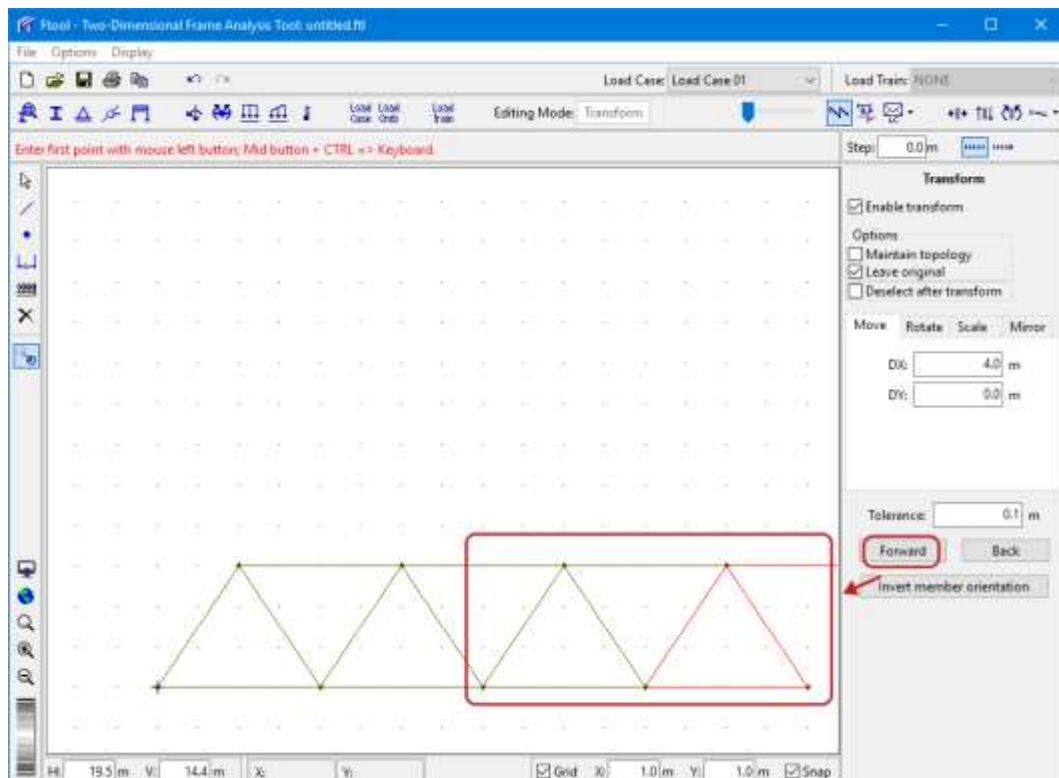 Ftool - Two-Dimensional Frame Analysis Tool: untitled.ftl
File Options Display
Load Case: Load Case 01 Load Train: NONE
Load Case Load Comb Load Train Editing Mode: Transform
Enter first point with mouse left button; Mid button + CTRL => Keyboard. Step: 0.0 m
Transform
Enable transform
Options
Maintain topology
Leave original
Deselect after transform
Move Rotate Scale Mirror
DX: 4.0 m
DY: 0.0 m
Tolerance: 0.1 m
Forward Back
Invert member orientation
H: 19.5 m V: 14.4 m X: Y: Grid X: 1.0 m Y: 1.0 m Snap